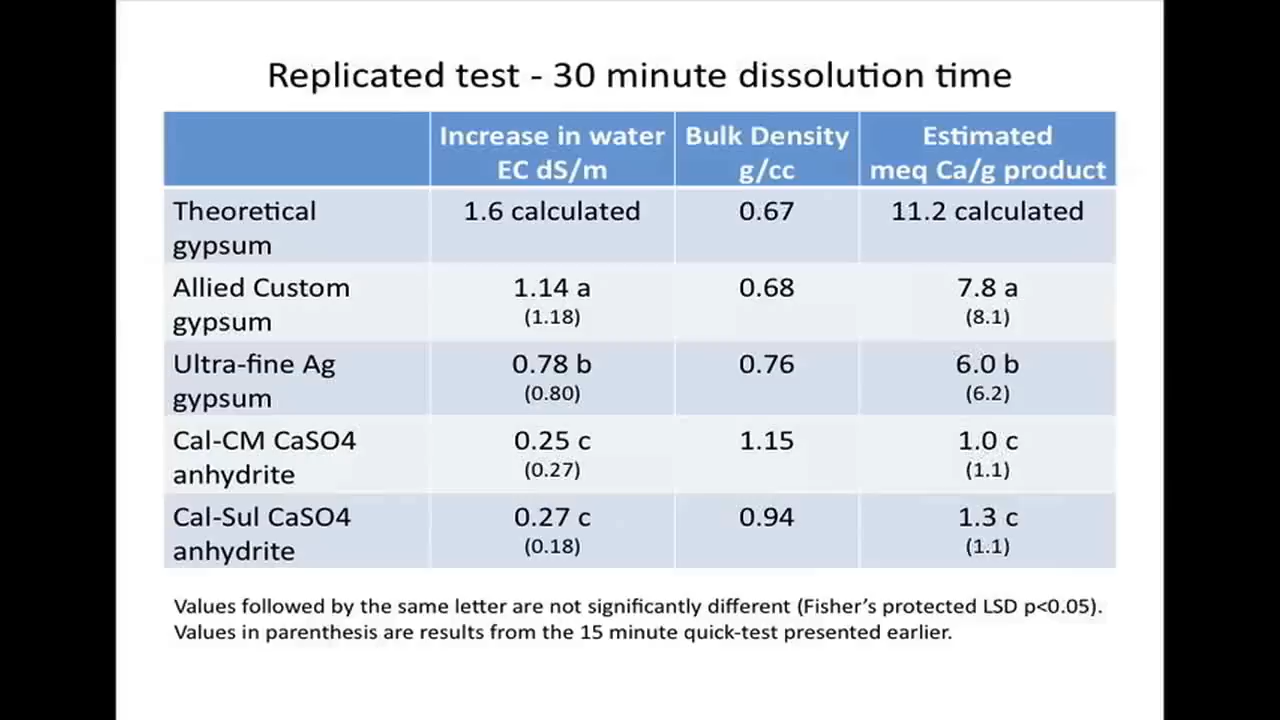 Replicated test - 30 minute dissolution time
Increase in water EC dS/m
Bulk Density g/cc
Estimated meq Ca/g product
Theoretical gypsum
1.6 calculated
0.67
11.2 calculated
Allied Custom gypsum
1.14 a
(1.18)
0.68
7.8 a
(8.1)
Ultra-fine Ag gypsum
0.78 b
(0.80)
0.76
6.0 b
(6.2)
Cal-CM CaSO4 anhydrite
0.25 c
(0.27)
1.15
1.0 c
(1.1)
Cal-Sul CaSO4 anhydrite
0.27 c
(0.18)
0.94
1.3 c
(1.1)
Values followed by the same letter are not significantly different (Fisher's protected LSD p<0.05).
Values in parenthesis are results from the 15 minute quick-test presented earlier.